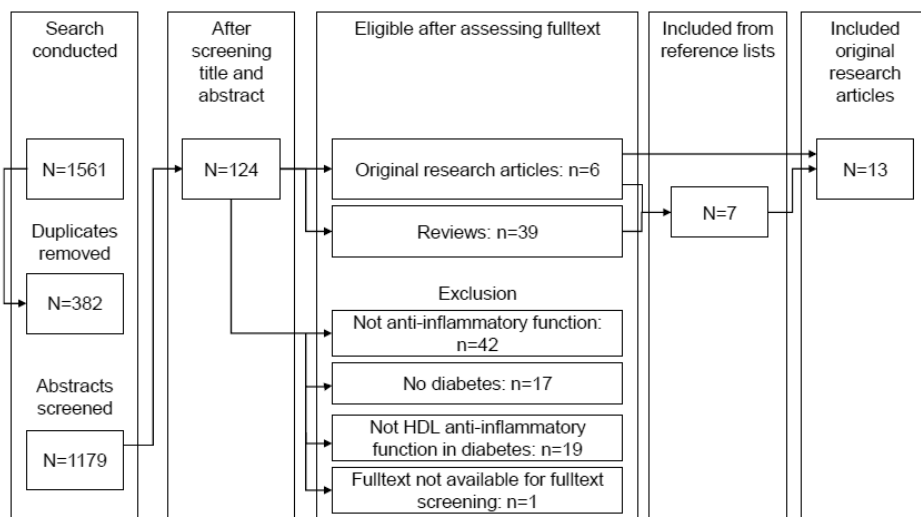 Search
conducted
N=1561
Duplicates
removed
N=382
Abstracts
screened
N=1179
After
screening
title and
abstract
N=124
Eligible after assessing fulltext
Original research articles: n=6
Reviews: n=39
Exclusion
Not anti-inflammatory function:
n=42
No diabetes: n=17
Not HDL anti-inflammatory
function in diabetes: n=19
Fulltext not available for fulltext
screening: n=1
Included from
reference lists
N=7
Included
original
research
articles
N=13